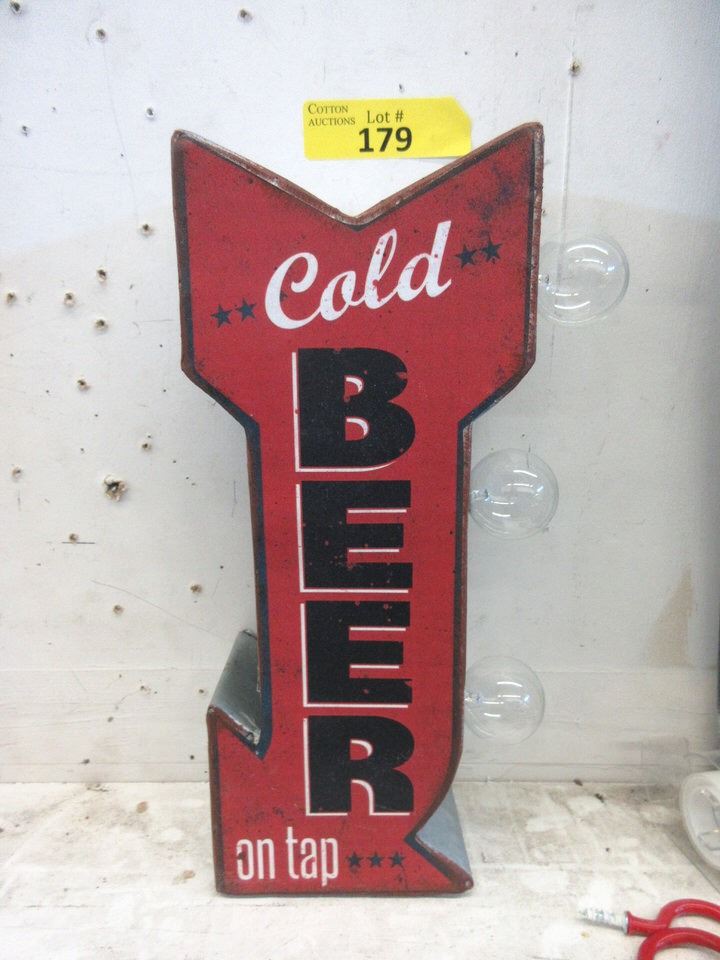 COTTON
AUCTIONS Lot #
179
Cold
BEER
on tap